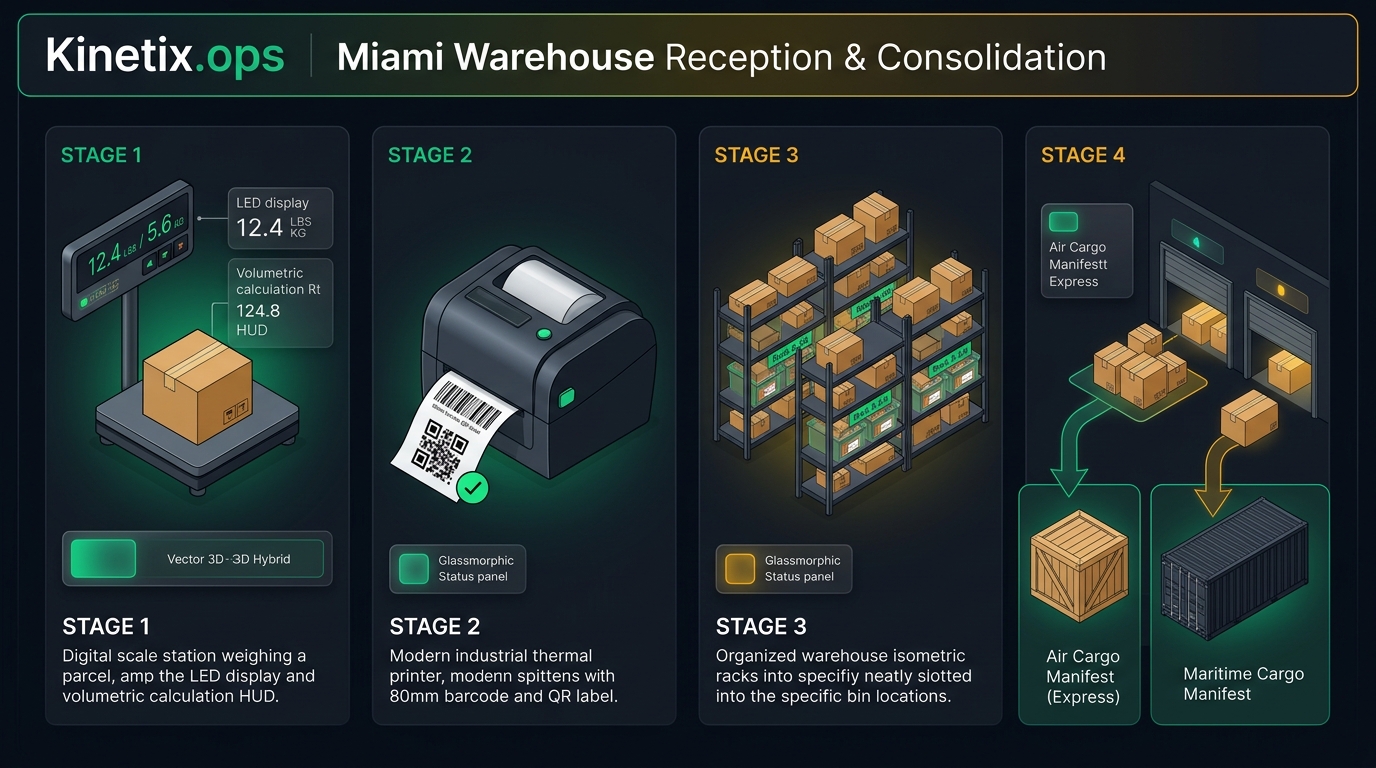 Kinetix.ops
Miami Warehouse Reception & Consolidation
STAGE 1
12.4 LBS / 5.6 KG
LED display
12.4 LBS KG
Volumetric
calculation Rt
124.8
HUD
Vector 3D-3D Hybrid
STAGE 1
Digital scale station weighing a
parcel, amp the LED display and
volumetric calculation HUD.
STAGE 2
Glassmorphic
Status panel
STAGE 2
Modern industrial thermal
printer, modenn spittens with
80mm barcode and QR label.
STAGE 3
Glassmorphic
Status panel
STAGE 3
Organized warehouse isometric
racks into specifiy neatly slotted
into the specific bin locations.
STAGE 4
Air Cargo
Manifestt
Express
Air Cargo
Manifest
(Express)
Maritime Cargo
Manifest